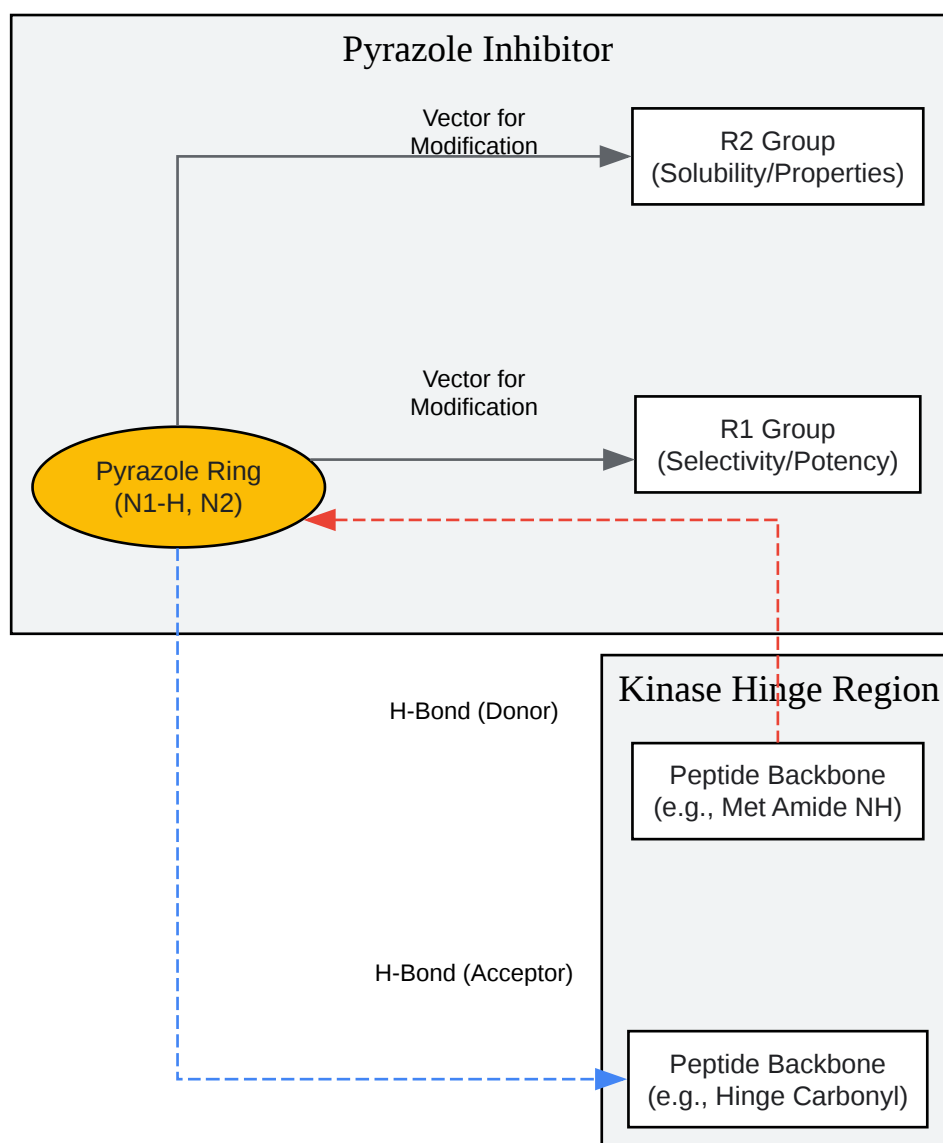 Pyrazole Inhibitor
Vector for
Modification
R2 Group
(Solubility/Properties)
Vector for
Modification
R1 Group
(Selectivity/Potency)
Pyrazole Ring
(N1-H, N2)
Kinase Hinge Region
H-Bond (Donor)
Peptide Backbone
(e.g., Met Amide NH)
H-Bond (Acceptor)
Peptide Backbone
(e.g., Hinge Carbonyl)